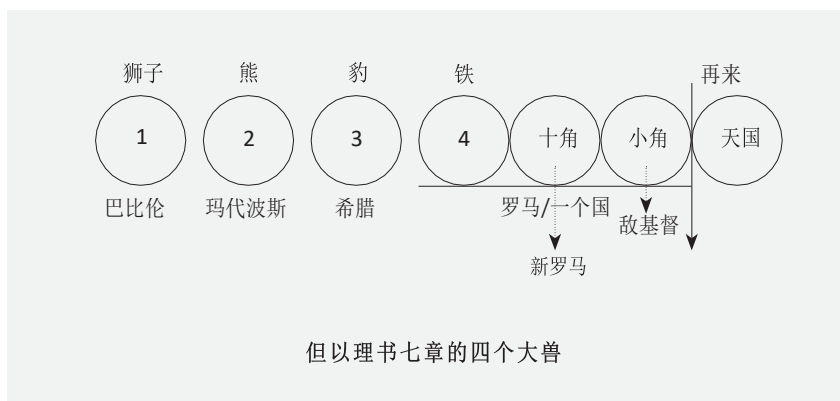 狮子 熊 豹 铁 再来
1 2 3 4 十角 小角 天国
巴比伦 玛代波斯 希腊 罗马/一个国
敌基督
新罗马
但以理书七章的四个大兽